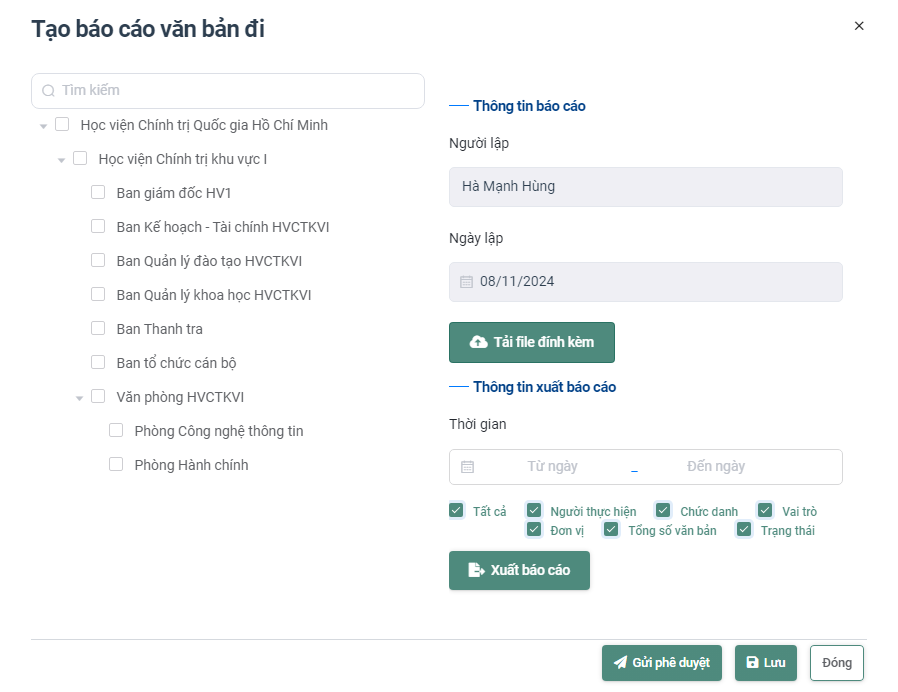 Tạo báo cáo văn bản đi
Tìm kiếm
Học viện Chính trị Quốc gia Hồ Chí Minh
Học viện Chính trị khu vực I
Ban giám đốc HV1
Ban Kế hoạch - Tài chính HVCTKVI
Ban Quản lý đào tạo HVCTKVI
Ban Quản lý khoa học HVCTKVI
Ban Thanh tra
Ban tổ chức cán bộ
Văn phòng HVCTKVI
Phòng Công nghệ thông tin
Phòng Hành chính
Thông tin báo cáo
Người lập
Hà Mạnh Hùng
Ngày lập
08/11/2024
Tải file đính kèm
Thông tin xuất báo cáo
Thời gian
Từ ngày _ Đến ngày
Tất cả Người thực hiện Chức danh Vai trò
Đơn vị Tổng số văn bản Trạng thái
Xuất báo cáo
Gửi phê duyệt Lưu Đóng